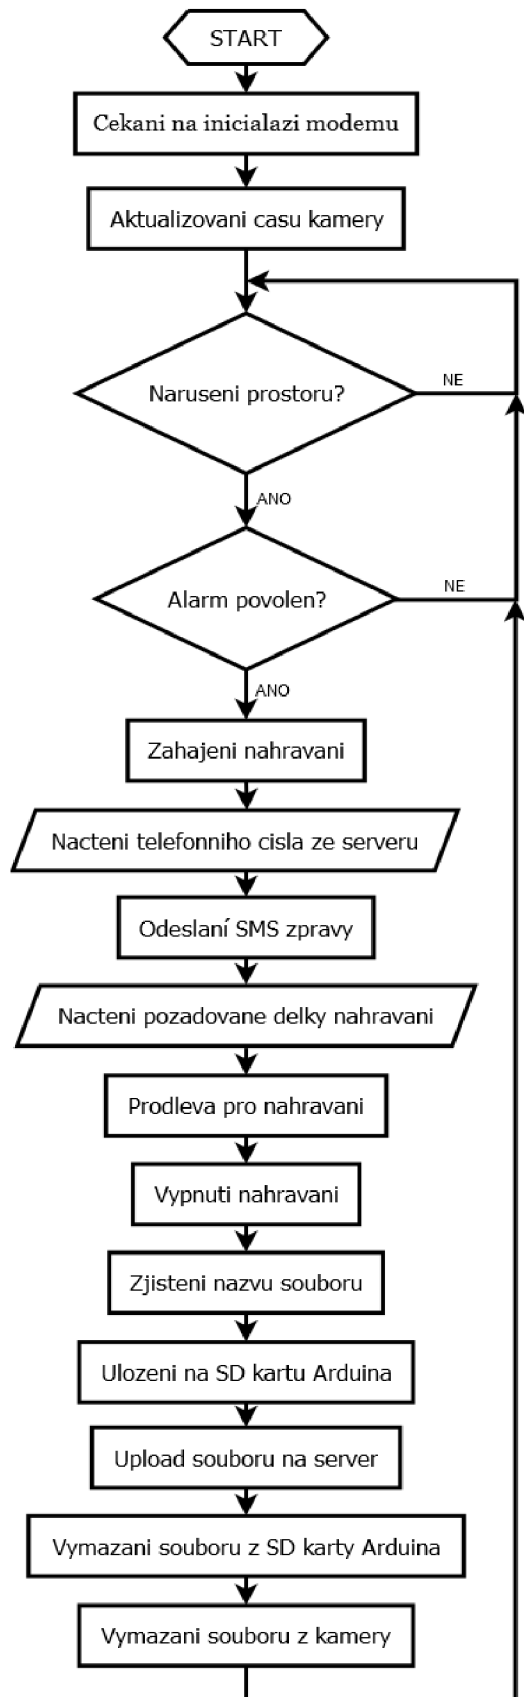 START
Cekani na inicialazi modemu
Aktualizovani casu kamery
Naruseni prostoru?
NE
ANO
Alarm povolen?
NE
ANO
Zahajeni nahravani
Nacteni telefonniho cisla ze serveru
Odeslaní SMS zpravy
Nacteni pozadovane delky nahravani
Prodleva pro nahravani
Vypnuti nahravani
Zjisteni nazvu souboru
Ulozeni na SD kartu Arduina
Upload souboru na server
Vymazani souboru z SD karty Arduina
Vymazani souboru z kamery